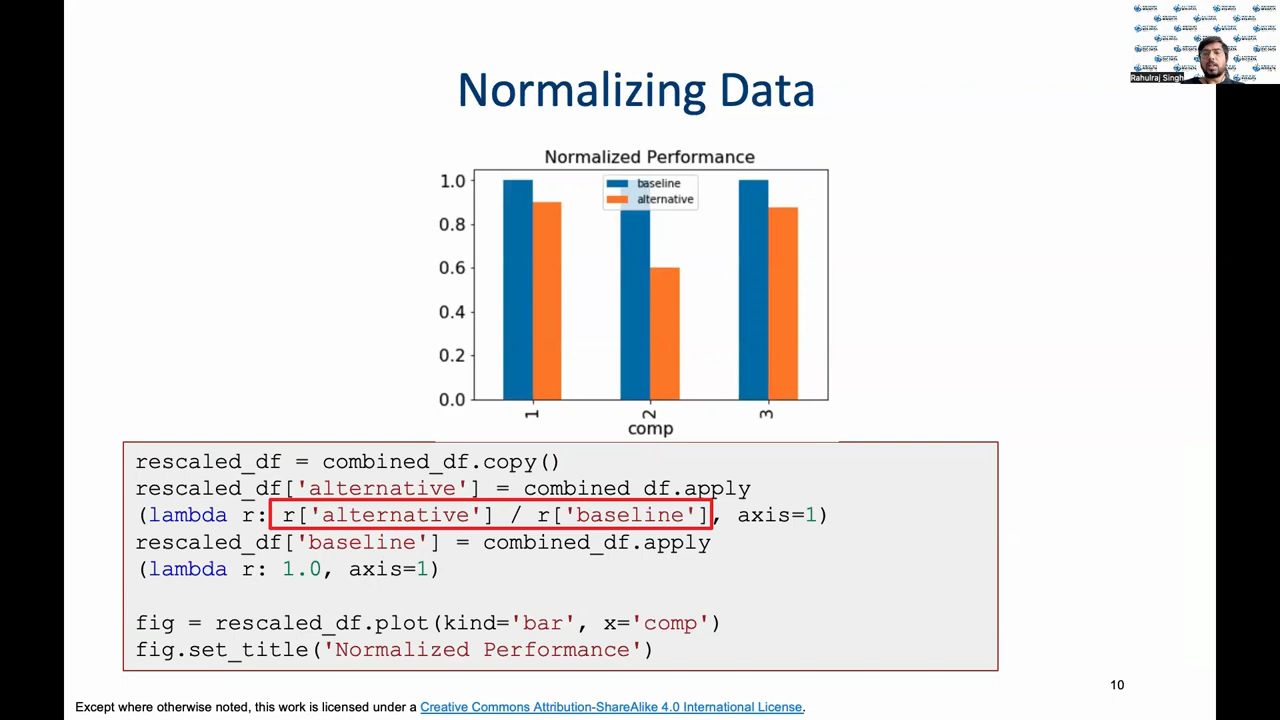 Rahulraj Singh
Normalizing Data
Normalized Performance
1.0
0.8
0.6
0.4
0.2
0.0
baseline
alternative
1
2
3
comp
rescaled_df = combined_df.copy()
rescaled_df['alternative'] = combined_df.apply
(lambda r: r['alternative'] / r['baseline'], axis=1)
rescaled_df['baseline'] = combined_df.apply
(lambda r: 1.0, axis=1)
fig = rescaled_df.plot(kind='bar', x='comp')
fig.set_title('Normalized Performance')
10
Except where otherwise noted, this work is licensed under a Creative Commons Attribution-ShareAlike 4.0 International License.